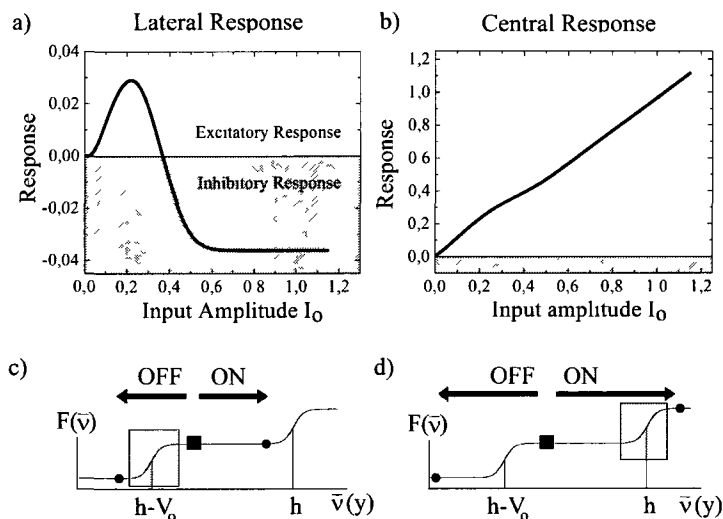 a) Lateral Response
0,04
0,02
0,00
-0,02
-0,04
Response
Excitatory Response
Inhibitory Response
0,0 0,2 0,4 0,6 0,8 1,0 1,2
Input Amplitude I₀
b) Central Response
1,2
1,0
0,8
0.6
0,4
0,2
0,0
Response
0,0 0,2 0,4 0,6 0,8 1 0 1,2
Input amplitude I₀
c)
OFF ON
F(ν̄)
h-V₀ h ν̄(y)
d)
OFF ON
F(ν̄)
h-V₀ h ν̄(y)